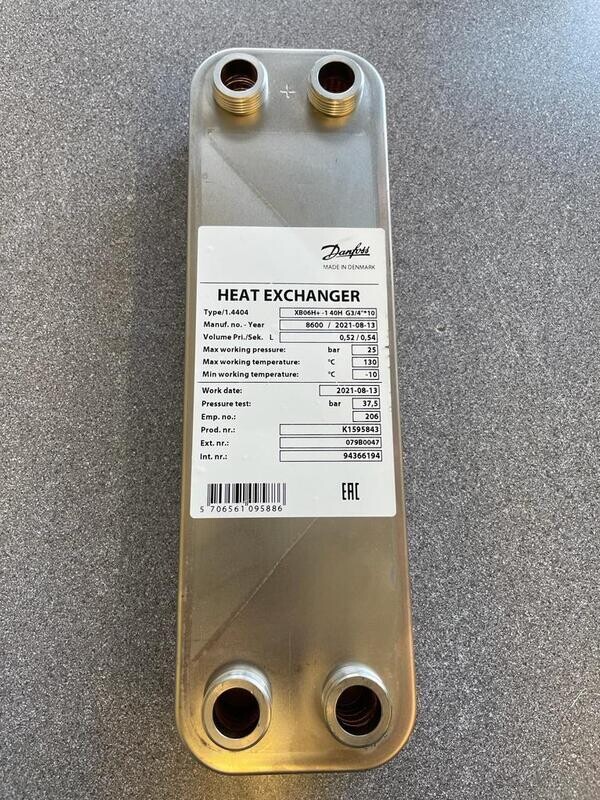 Danfoss
MADE IN DENMARK
HEAT EXCHANGER
Type/1.4404 XB06H+ -1 40H G3/4"*10
Manuf. no. - Year 8600 / 2021-08-13
Volume Pri./Sek. L 0,52 / 0,54
Max working pressure: bar 25
Max working temperature: °C 130
Min working temperature: °C -10
Work date: 2021-08-13
Pressure test: bar 37,5
Emp. no.: 206
Prod. nr.: K1595843
Ext. nr.: 079B0047
Int. nr.: 94366194
5 706561 095886
EAC